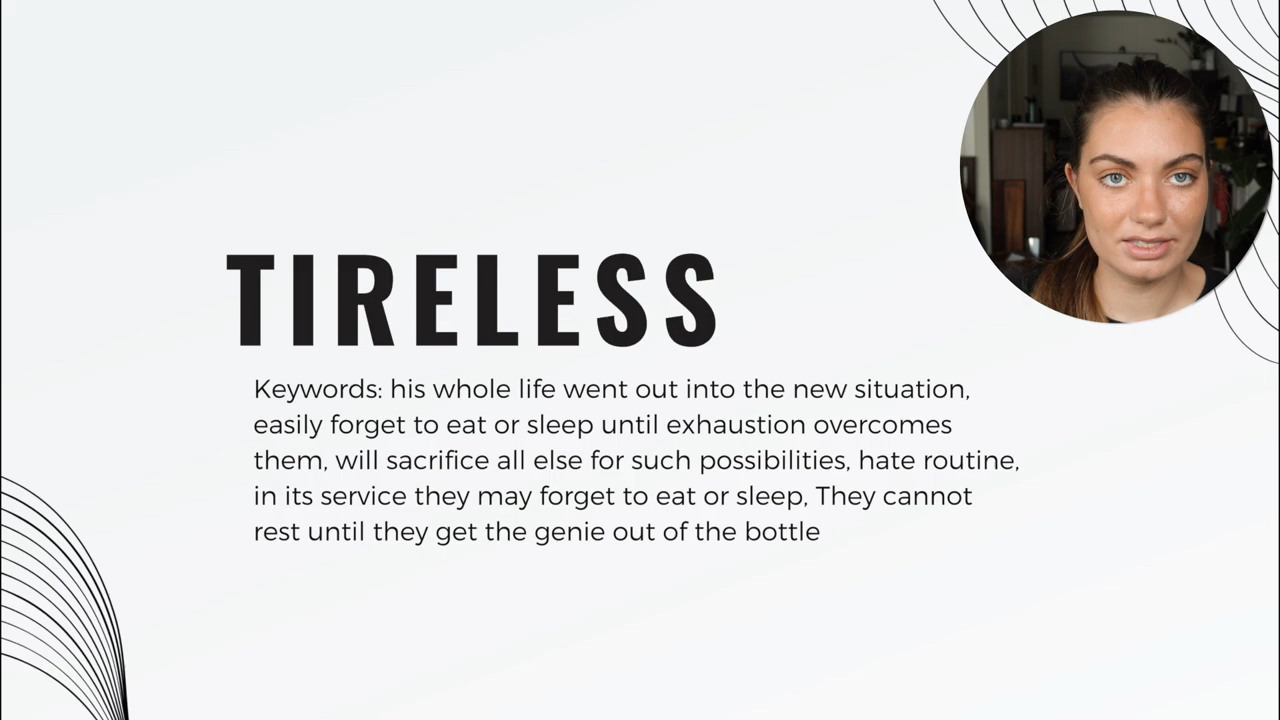 TIRELESS
Keywords: his whole life went out into the new situation,
easily forget to eat or sleep until exhaustion overcomes
them, will sacrifice all else for such possibilities, hate routine,
in its service they may forget to eat or sleep, They cannot
rest until they get the genie out of the bottle